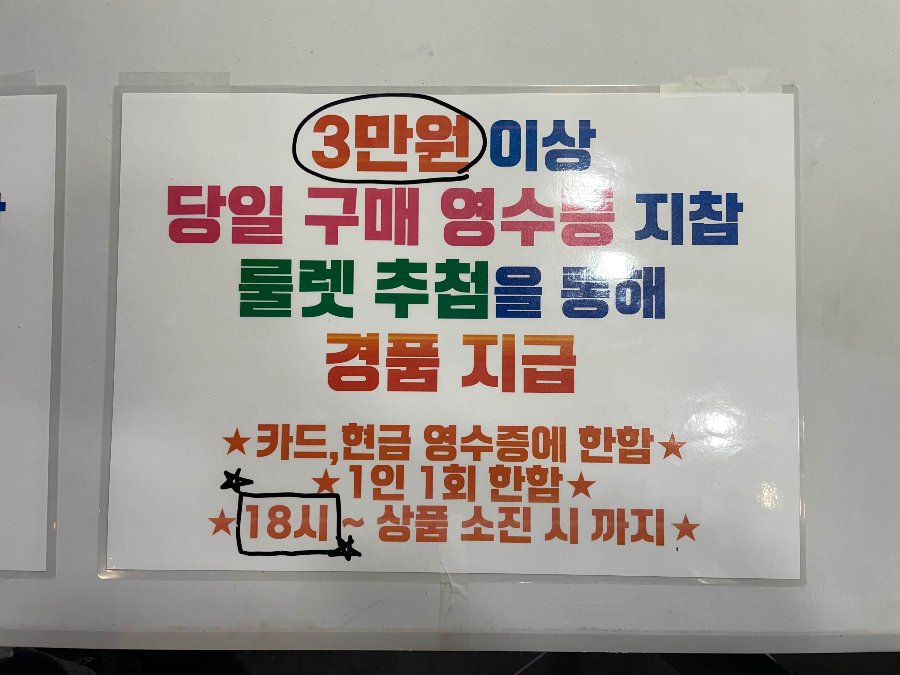 3만원 이상
당일 구매 영수증 지참
룰렛 추첨을 통해
경품 지급
★카드,현금 영수증에 한함★
★1인 1회 한함★
★18시 ~ 상품 소진 시 까지★